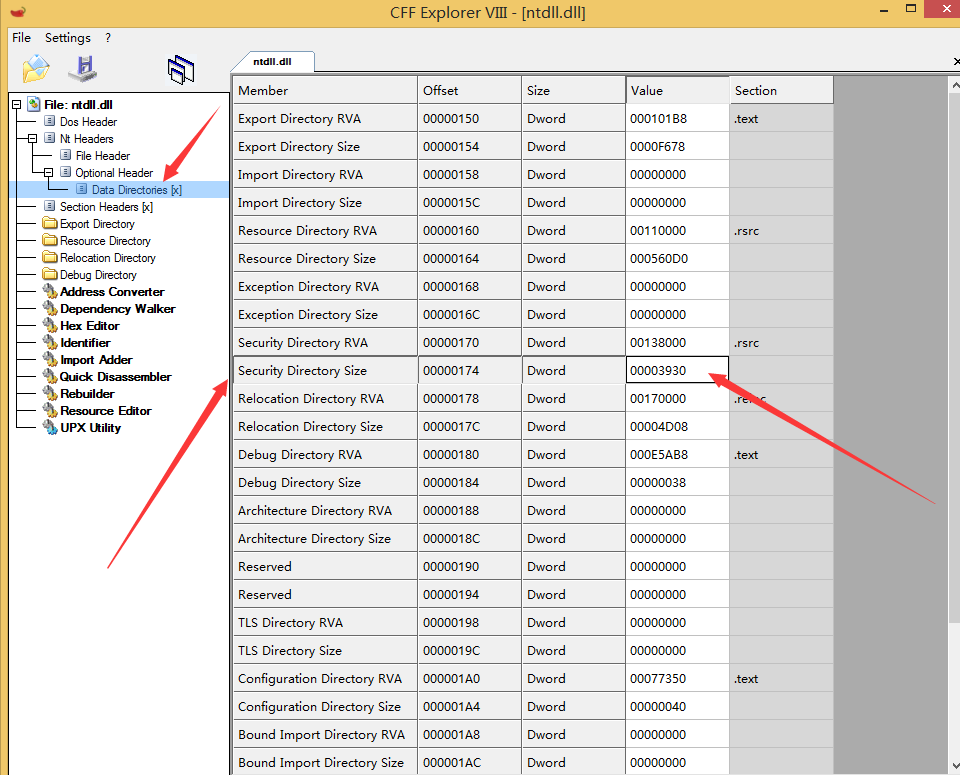 CFF Explorer VIII - [ntdll.dll]
File Settings ?
ntdll.dll
File: ntdll.dll
Dos Header
Nt Headers
File Header
Optional Header
Data Directories [x]
Section Headers [x]
Export Directory
Resource Directory
Relocation Directory
Debug Directory
Address Converter
Dependency Walker
Hex Editor
Identifier
Import Adder
Quick Disassembler
Rebuilder
Resource Editor
UPX Utility
Member Offset Size Value Section
Export Directory RVA 00000150 Dword 000101B8 .text
Export Directory Size 00000154 Dword 0000F678
Import Directory RVA 00000158 Dword 00000000
Import Directory Size 0000015C Dword 00000000
Resource Directory RVA 00000160 Dword 00110000 .rsrc
Resource Directory Size 00000164 Dword 000560D0
Exception Directory RVA 00000168 Dword 00000000
Exception Directory Size 0000016C Dword 00000000
Security Directory RVA 00000170 Dword 00138000 .rsrc
Security Directory Size 00000174 Dword 00003930
Relocation Directory RVA 00000178 Dword 00170000
Relocation Directory Size 0000017C Dword 00004D08
Debug Directory RVA 00000180 Dword 000E5AB8 .text
Debug Directory Size 00000184 Dword 00000038
Architecture Directory RVA 00000188 Dword 00000000
Architecture Directory Size 0000018C Dword 00000000
Reserved 00000190 Dword 00000000
Reserved 00000194 Dword 00000000
TLS Directory RVA 00000198 Dword 00000000
TLS Directory Size 0000019C Dword 00000000
Configuration Directory RVA 000001A0 Dword 00077350 .text
Configuration Directory Size 000001A4 Dword 00000040
Bound Import Directory RVA 000001A8 Dword 00000000
Bound Import Directory Size 000001AC Dword 00000000